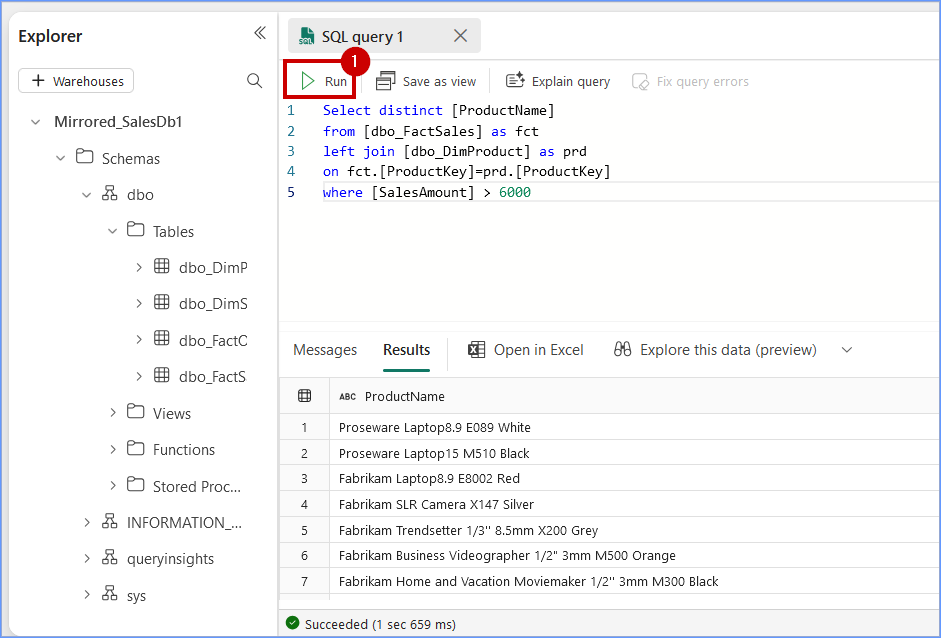 Explorer
+ Warehouses
Mirrored_SalesDb1
Schemas
dbo
Tables
dbo_DimP
dbo_DimS
dbo_FactO
dbo_FactS
Views
Functions
Stored Proc...
INFORMATION_...
queryinsights
sys
SQL query 1
1
Run
Save as view
Explain query
Fix query errors
1 Select distinct [ProductName]
2 from [dbo_FactSales] as fct
3 left join [dbo_DimProduct] as prd
4 on fct.[ProductKey]=prd.[ProductKey]
5 where [SalesAmount] > 6000
Messages Results Open in Excel Explore this data (preview)
ABC ProductName
1 Proseware Laptop8.9 E089 White
2 Proseware Laptop15 M510 Black
3 Fabrikam Laptop8.9 E8002 Red
4 Fabrikam SLR Camera X147 Silver
5 Fabrikam Trendsetter 1/3'' 8.5mm X200 Grey
6 Fabrikam Business Videographer 1/2" 3mm M500 Orange
7 Fabrikam Home and Vacation Moviemaker 1/2'' 3mm M300 Black
Succeeded (1 sec 659 ms)